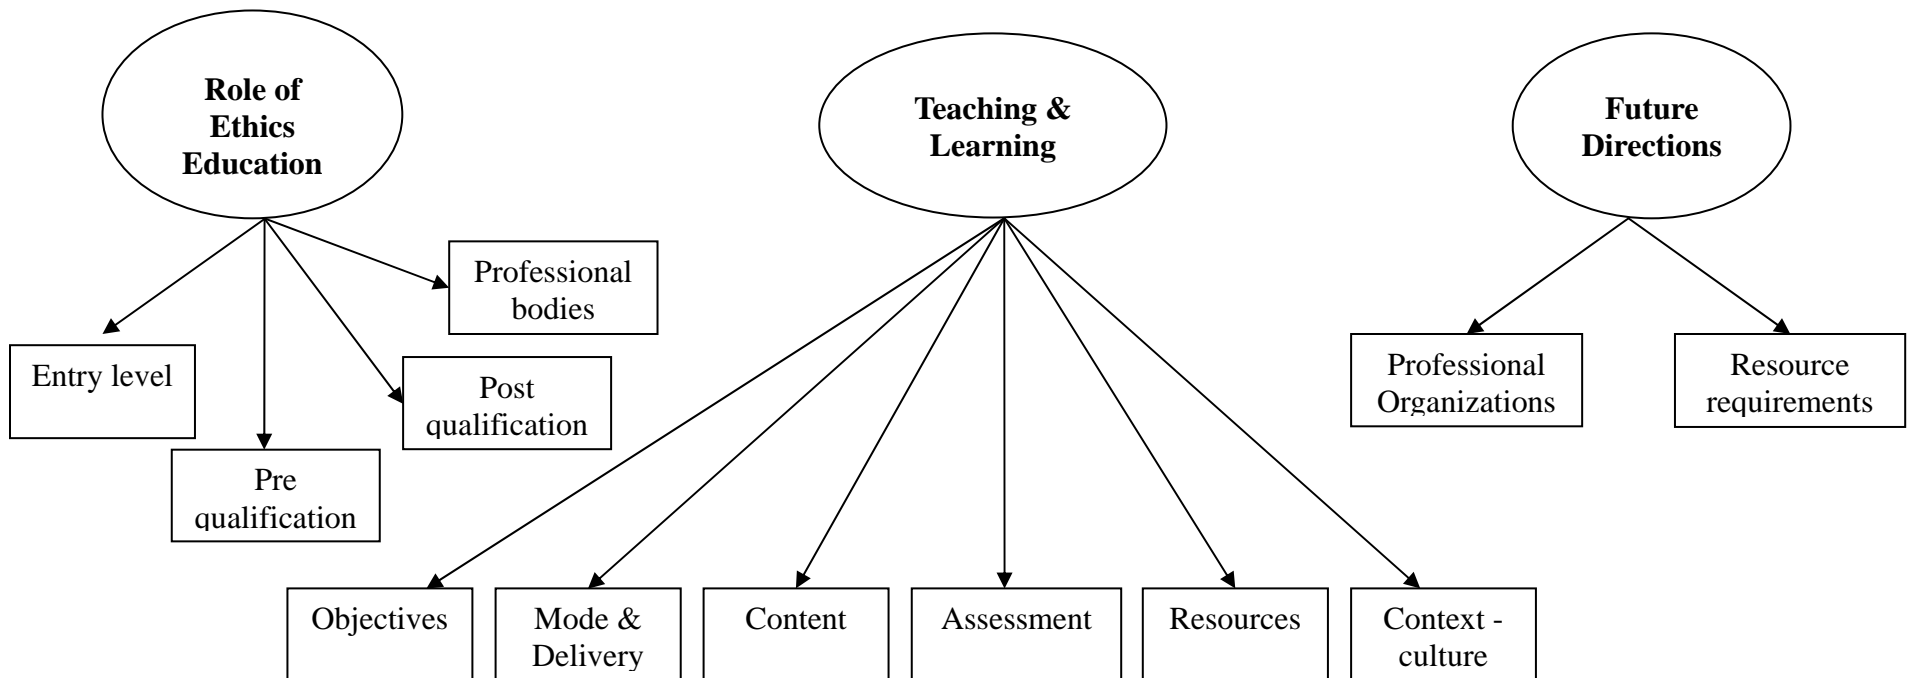 Role of
Ethics
Education
Teaching &
Learning
Future
Directions
Professional
bodies
Entry level
Post
qualification
Pre
qualification
Professional
Organizations
Resource
requirements
Objectives
Mode &
Delivery
Content
Assessment
Resources
Context -
culture